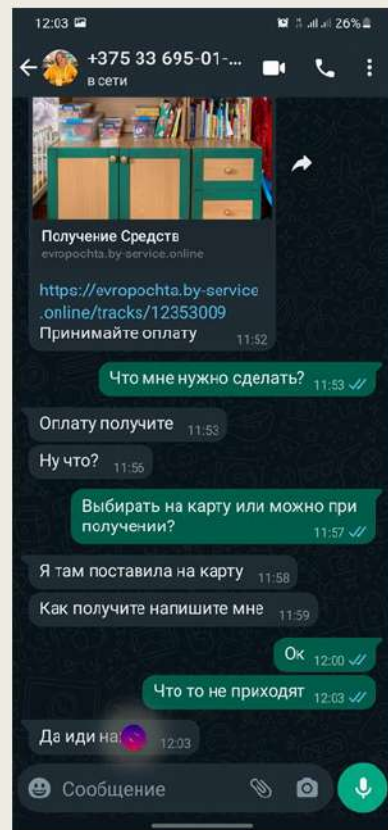 12:03
26%
+375 33 695-01-...
в сети
Получение Средств
evropochta.by-service.online
https://evropochta.by-service
.online/tracks/12353009
Принимайте оплату 11:52
Что мне нужно сделать? 11:53
Оплату получите 11:53
Ну что? 11:56
Выбирать на карту или можно при
получении? 11:57
Я там поставила на карту 11:58
Как получите напишите мне 11:59
Ок 12:00
Что то не приходят 12:03
Да иди на 12:03
Сообщение